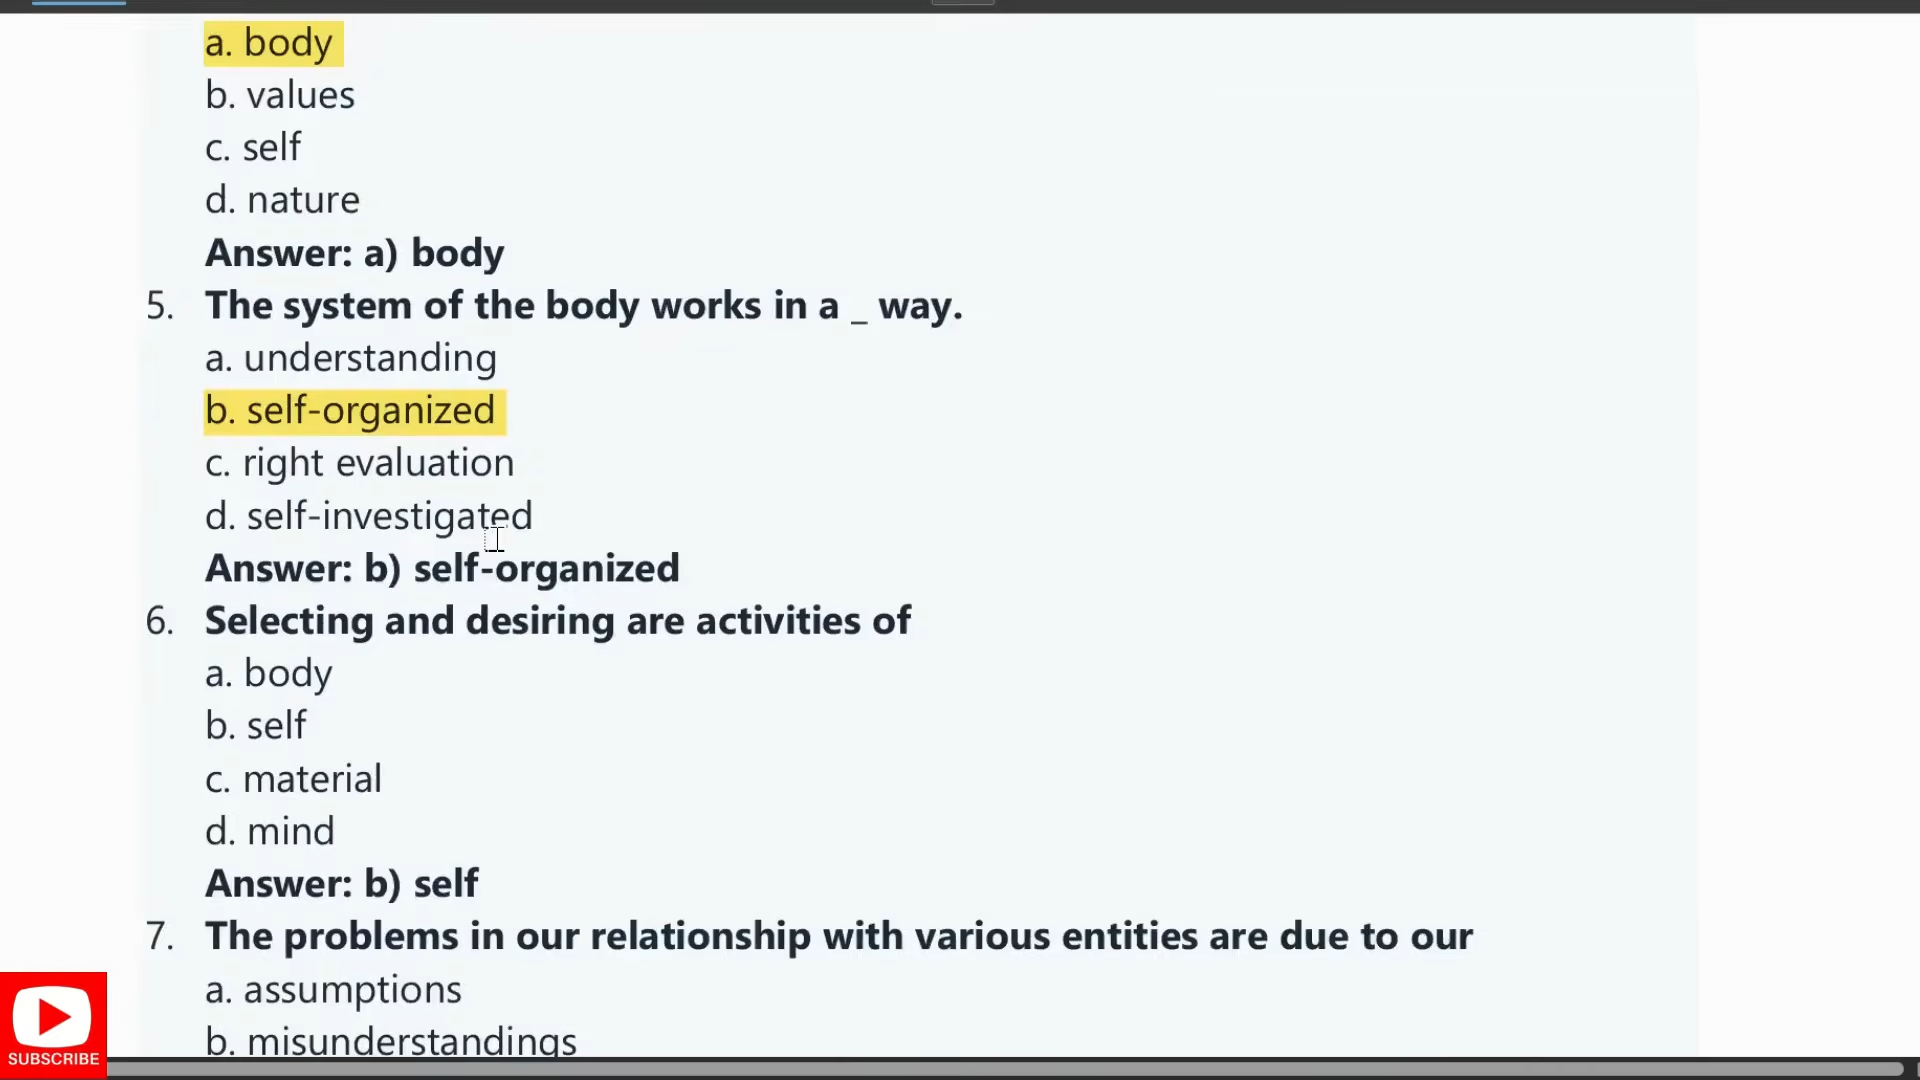 a. body
b. values
c. self
d. nature
Answer: a) body
5. The system of the body works in a _ way.
a. understanding
b. self-organized
c. right evaluation
d. self-investigated
Answer: b) self-organized
6. Selecting and desiring are activities of
a. body
b. self
c. material
d. mind
Answer: b) self
7. The problems in our relationship with various entities are due to our
a. assumptions
b. misunderstandings
SUBSCRIBE